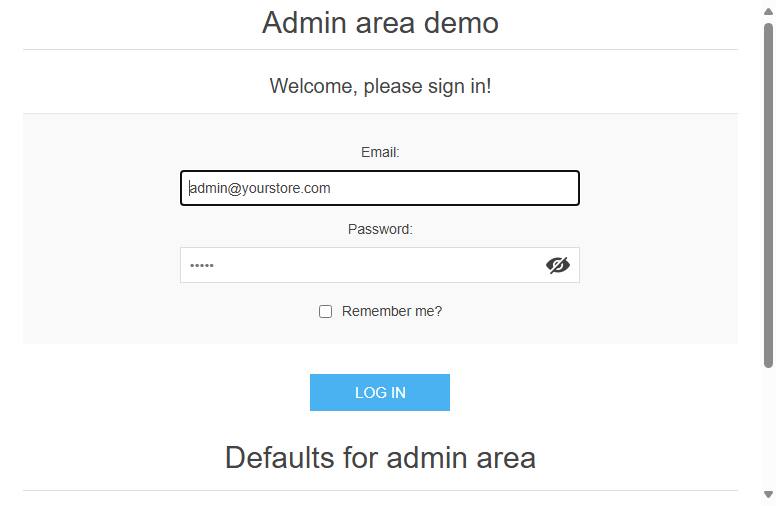 Admin area demo
Welcome, please sign in!
Email:
admin@yourstore.com
Password:
•••••
Remember me?
LOG IN
Defaults for admin area